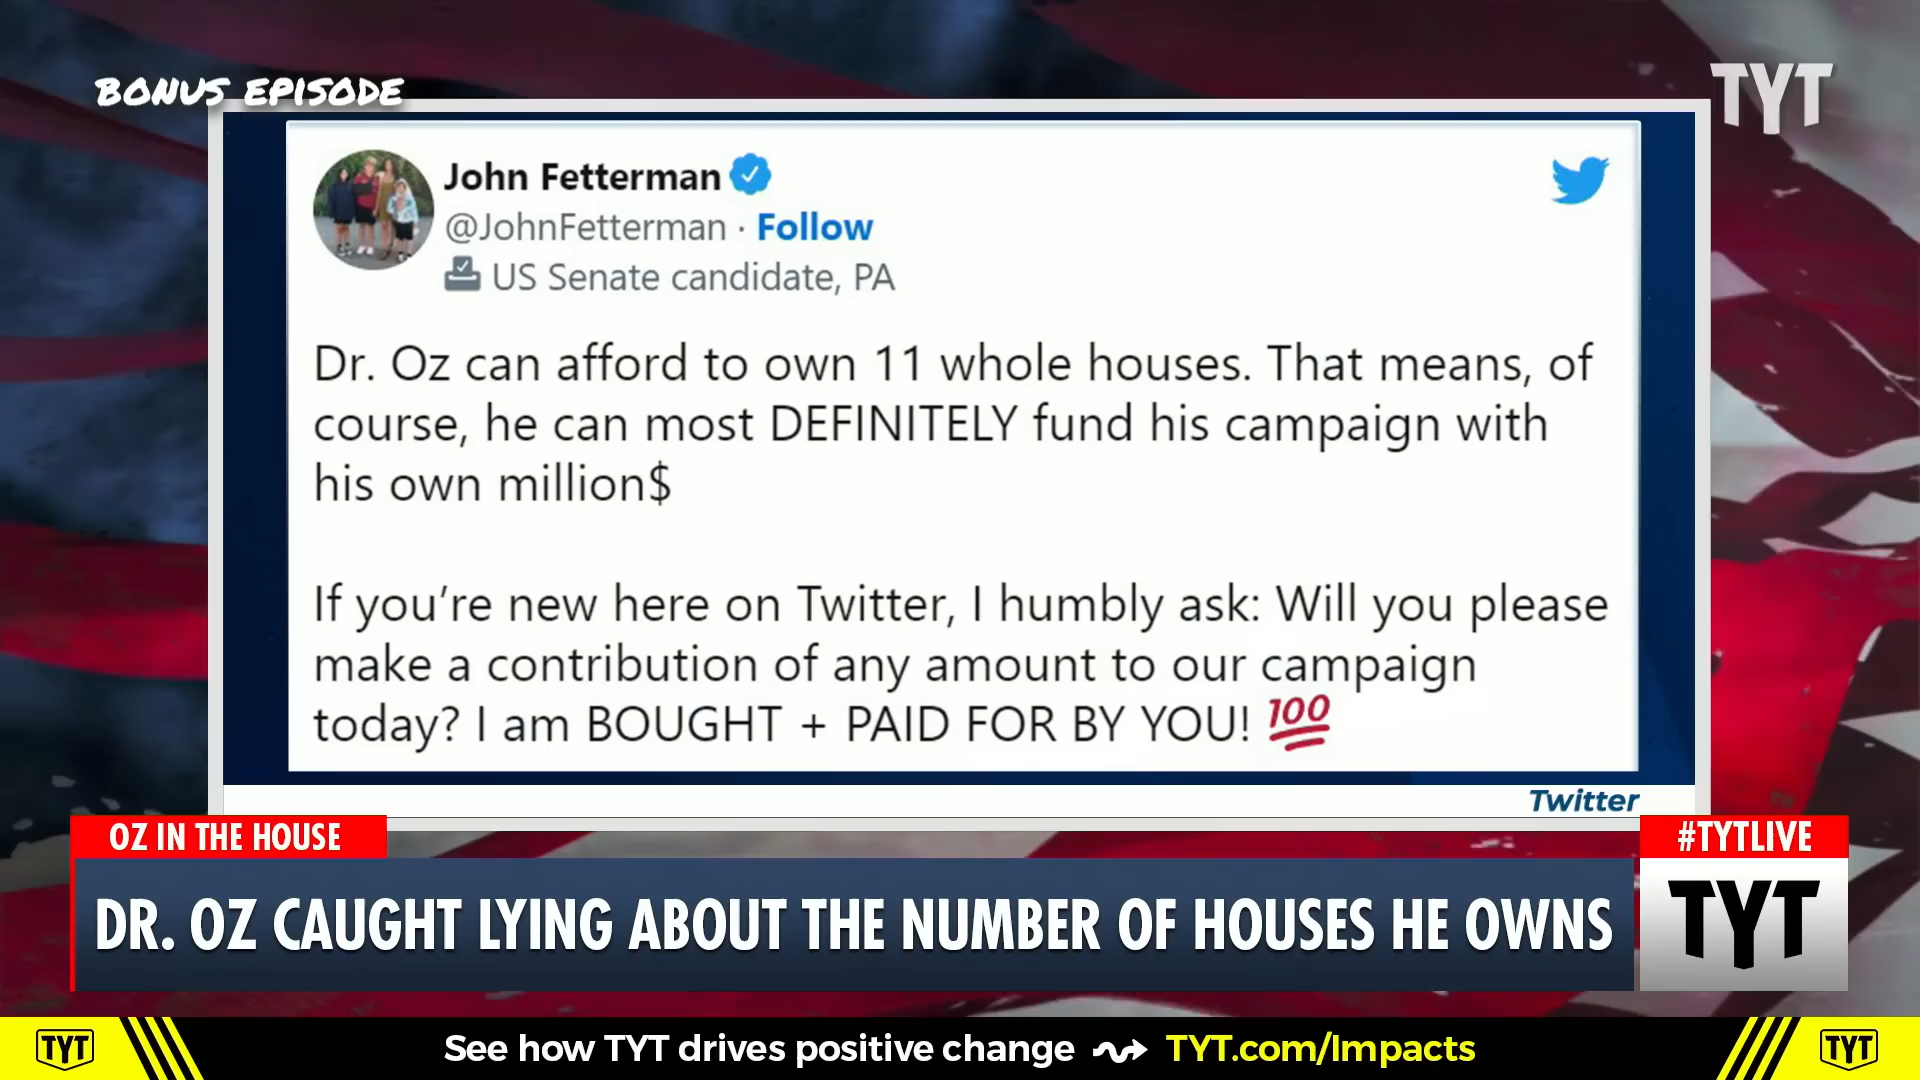 BONUS EPISODE
TYT
John Fetterman
@JohnFetterman · Follow
US Senate candidate, PA
Dr. Oz can afford to own 11 whole houses. That means, of
course, he can most DEFINITELY fund his campaign with
his own million$
If you're new here on Twitter, I humbly ask: Will you please
make a contribution of any amount to our campaign
today? I am BOUGHT + PAID FOR BY YOU! 💯
Twitter
OZ IN THE HOUSE
#TYTLIVE
DR. OZ CAUGHT LYING ABOUT THE NUMBER OF HOUSES HE OWNS
TYT
TYT
See how TYT drives positive change TYT.com/Impacts
TYT